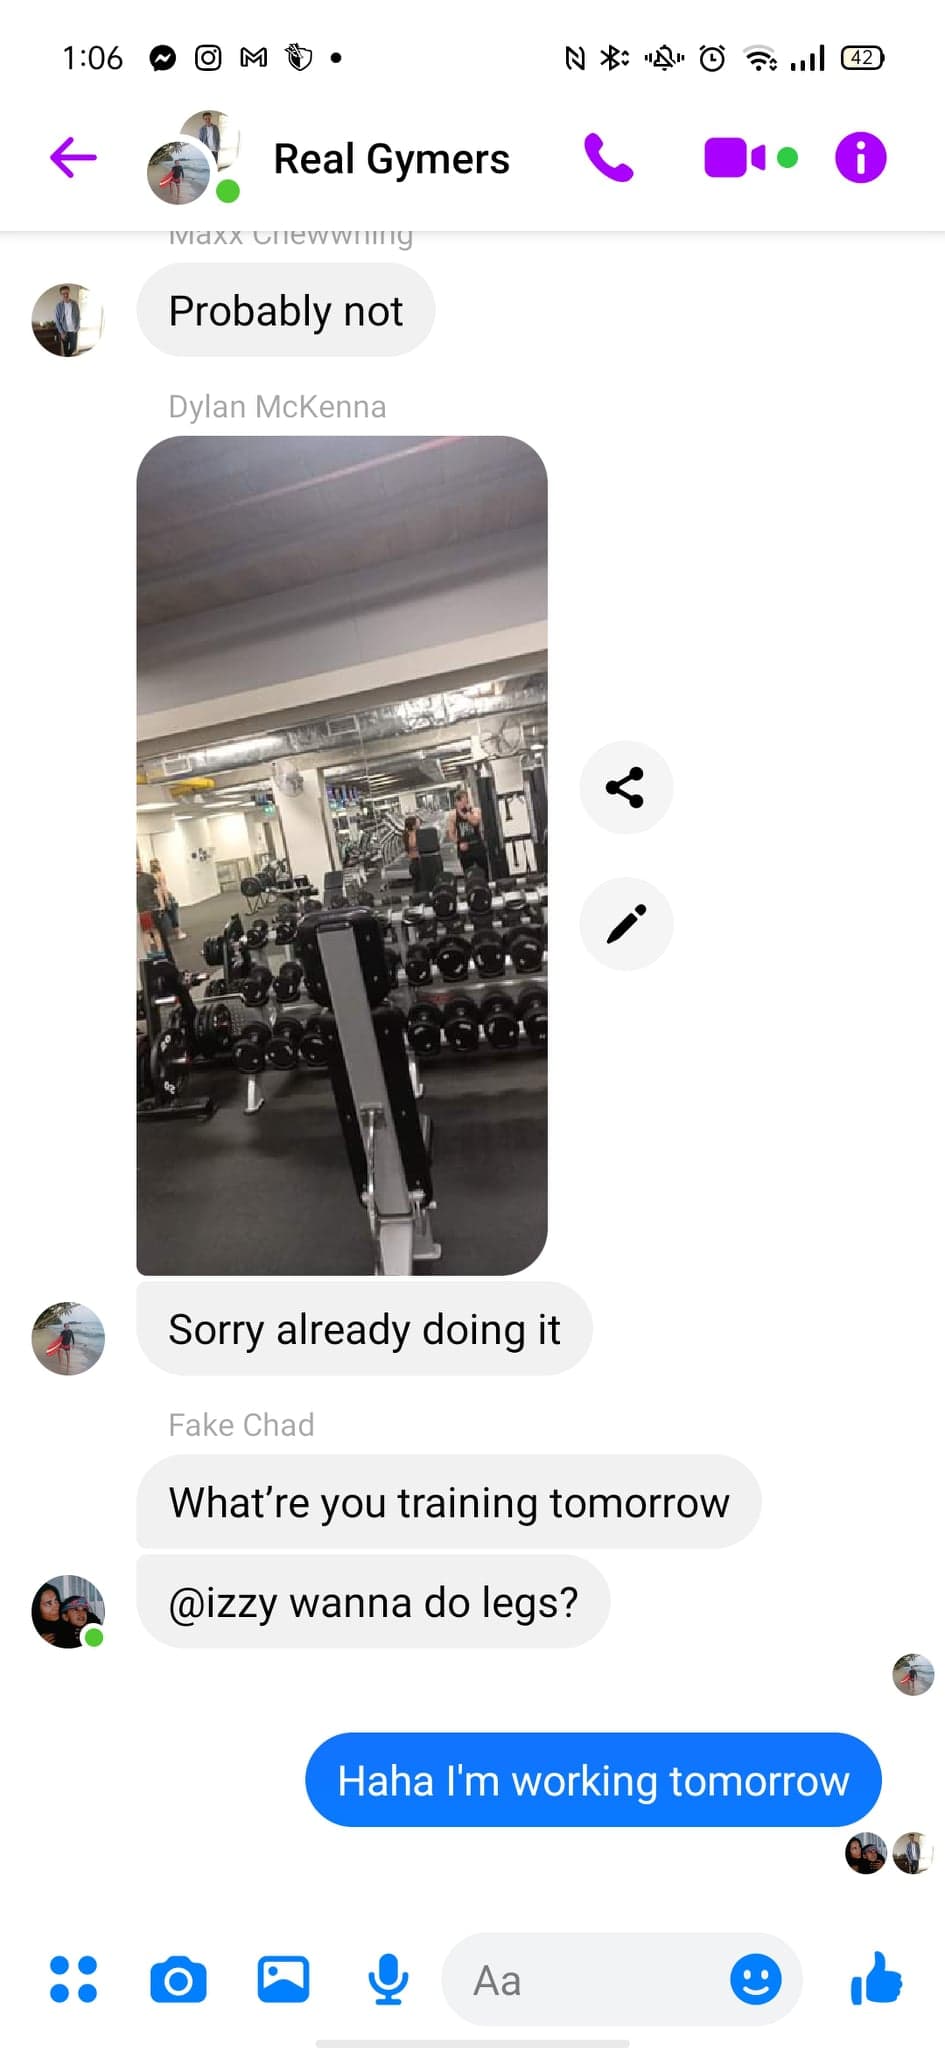 1:06
42
Real Gymers
Maxx Chewwning
Probably not
Dylan McKenna
Sorry already doing it
Fake Chad
What're you training tomorrow
@izzy wanna do legs?
Haha I'm working tomorrow
Aa